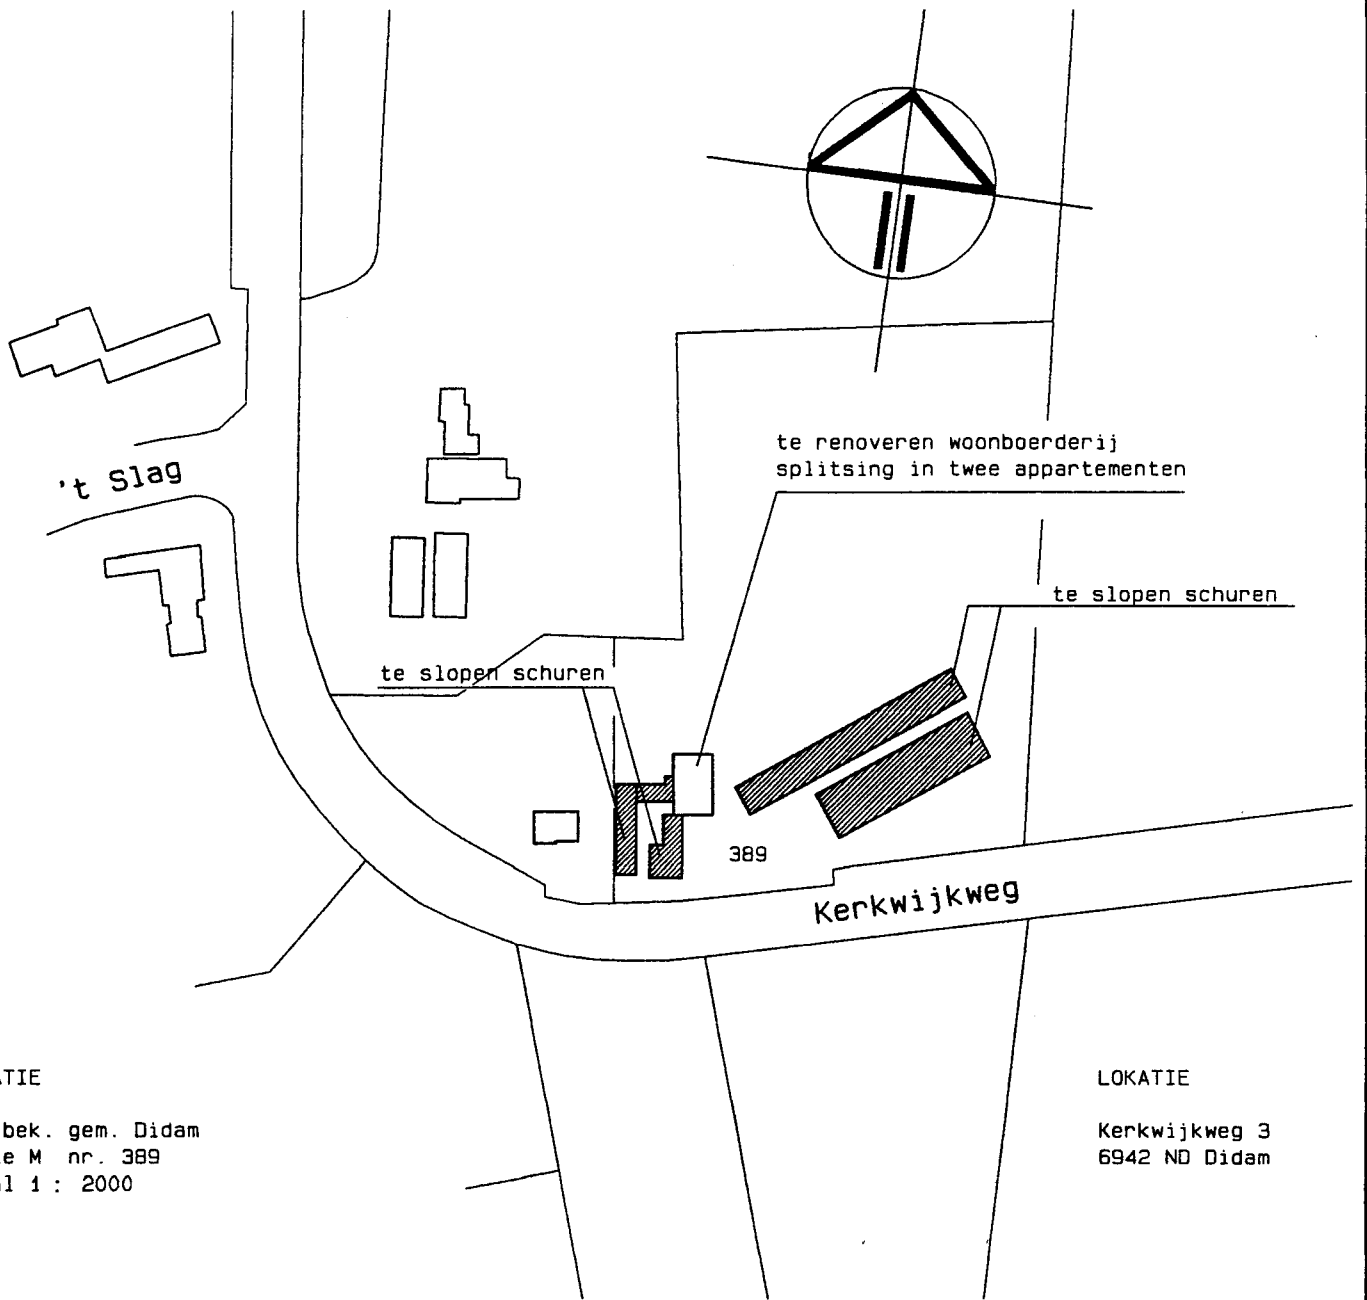 te renoveren woonboerderij
splitsing in twee appartementen
't Slag
te slopen schuren
te slopen schuren
389
Kerkwijkweg
bek. gem. Didam
M nr. 389
1 : 2000
LOKATIE
Kerkwijkweg 3
6942 ND Didam